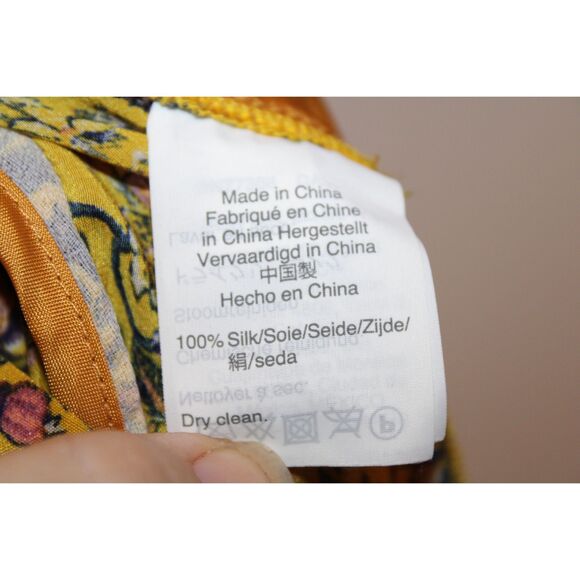 Made in China
Fabriqué en Chine
in China Hergestellt
Vervaardigd in China
中国製
Hecho en China
100% Silk/Soie/Seide/Zijde/
絹/seda
Dry clean.